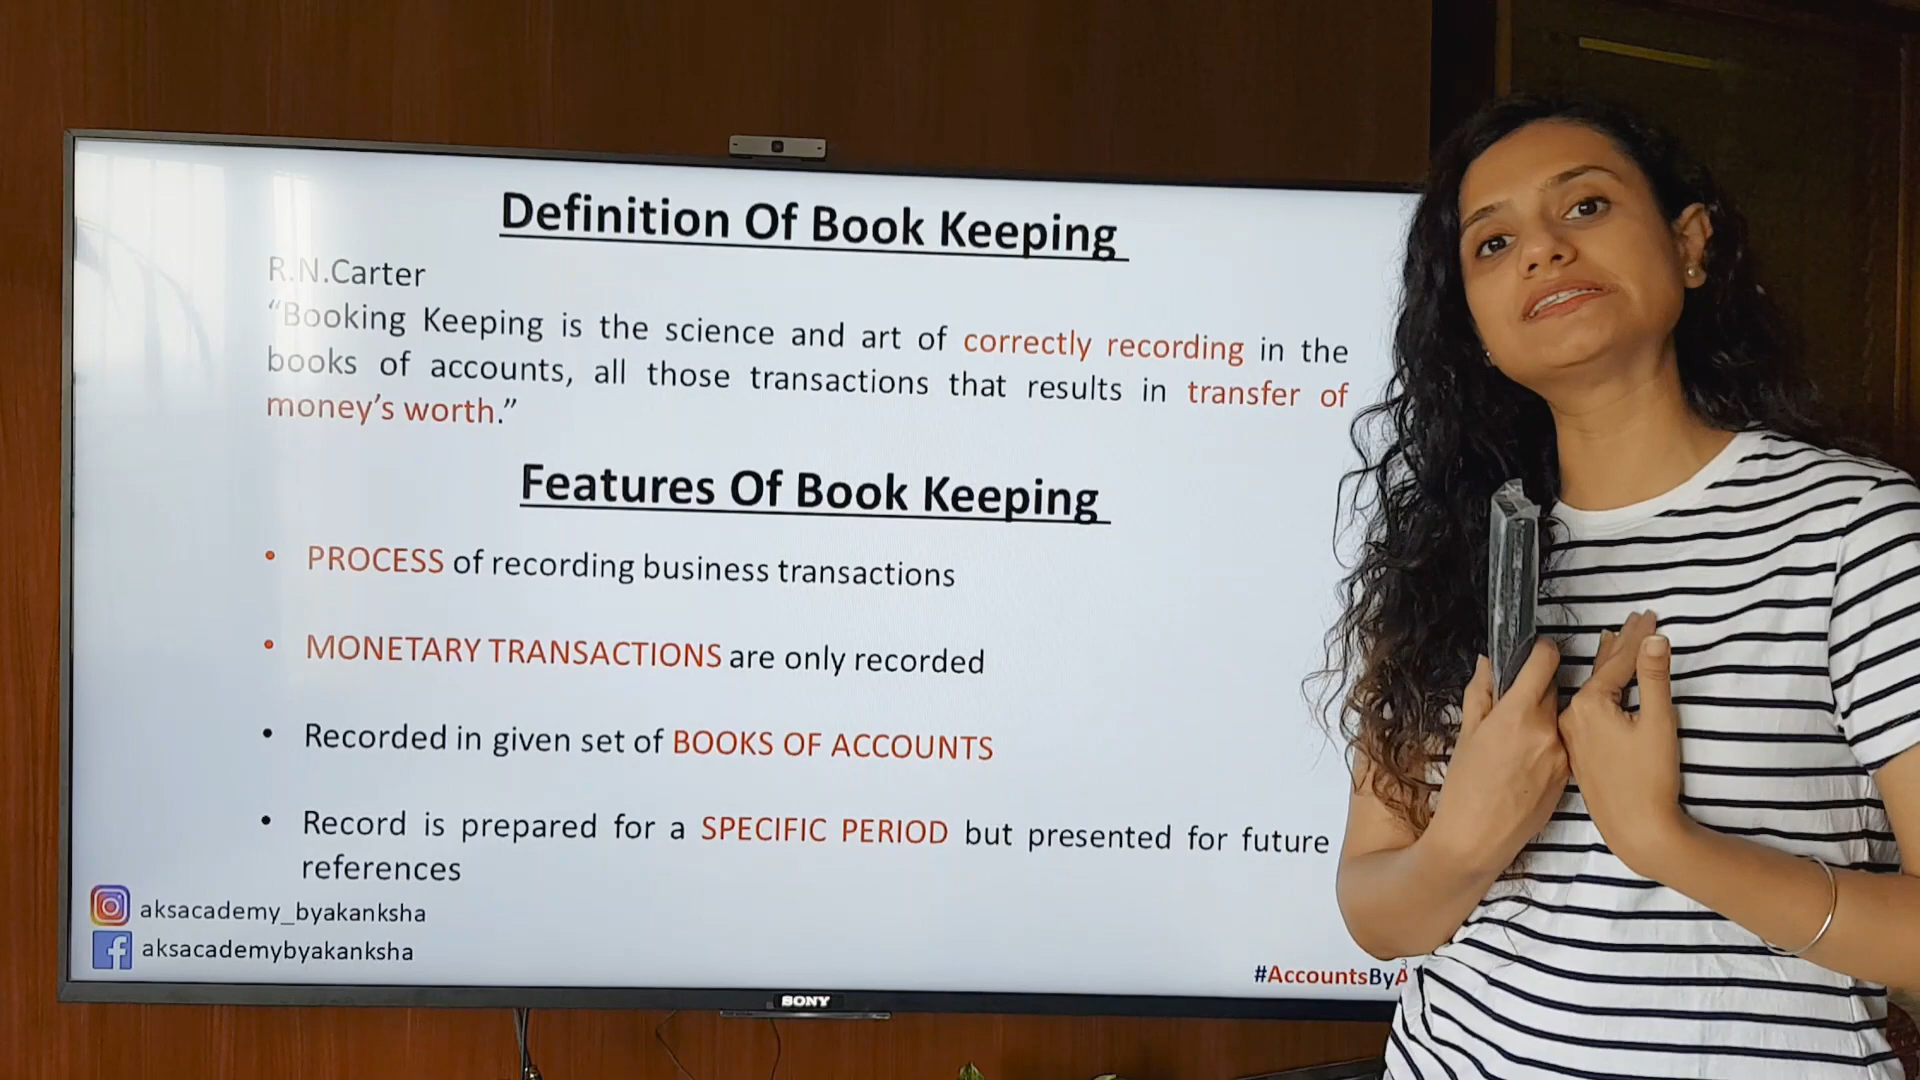 Definition Of Book Keeping
R.N.Carter
“Booking Keeping is the science and art of correctly recording in the
books of accounts, all those transactions that results in transfer of
money’s worth.”
Features Of Book Keeping
• PROCESS of recording business transactions
• MONETARY TRANSACTIONS are only recorded
• Recorded in given set of BOOKS OF ACCOUNTS
• Record is prepared for a SPECIFIC PERIOD but presented for future
references
aksacademy_byakanksha
aksacademybyakanksha
3
#AccountsByA
SONY